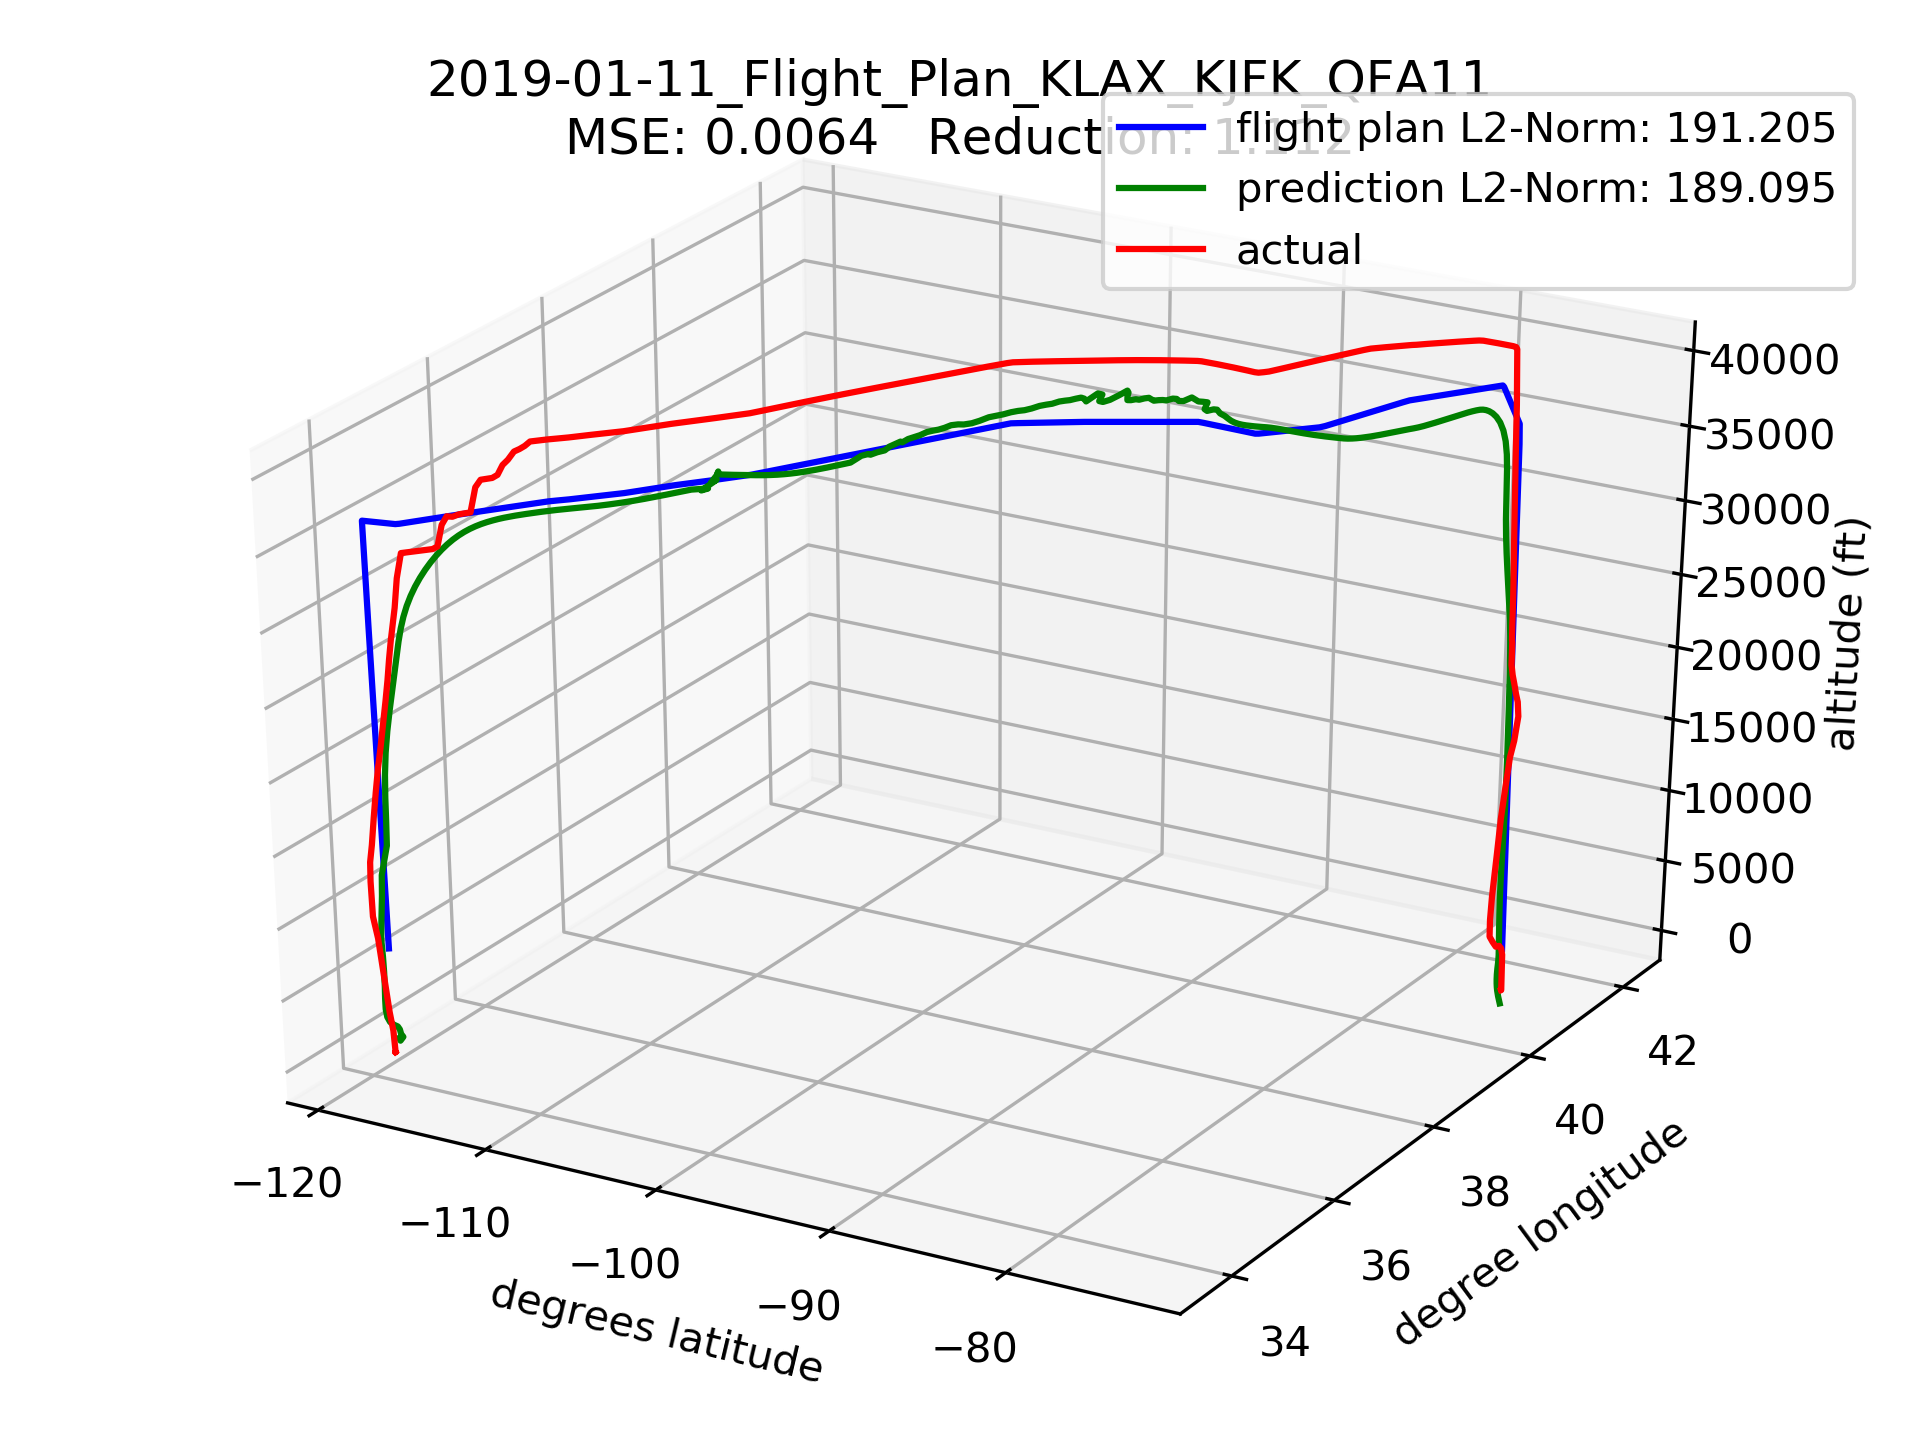 2019-01-11_Flight_Plan_KLAX_KJFK_QFA11
MSE: 0.0064   Reduction: 1.112
flight plan L2-Norm: 191.205
prediction L2-Norm: 189.095
actual
40000
35000
30000
25000
20000
15000
10000
5000
0
altitude (ft)
42
40
38
36
34
degree longitude
−120
−110
−100
−90
−80
degrees latitude